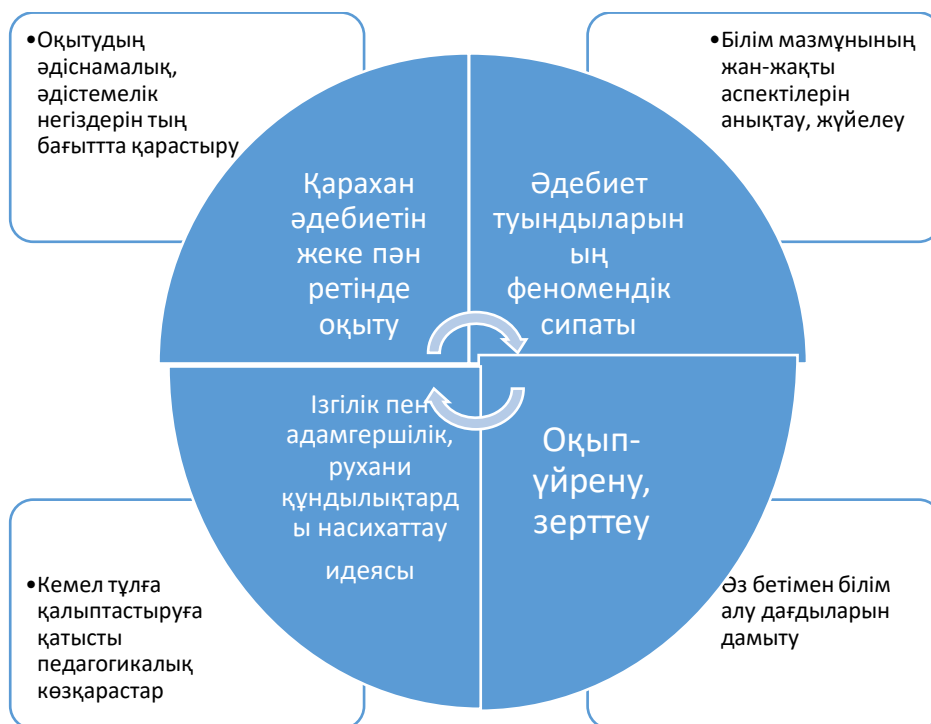 •Оқытудың
әдіснамалық,
әдістемелік
негіздерін тың
бағыттта қарастыру
•Білім мазмұнының
жан-жақты
аспектілерін
анықтау, жүйелеу
Қарахан
әдебиетін
жеке пән
ретінде
оқыту
Әдебиет
туындыларын
ың
феномендік
сипаты
Ізгілік пен
адамгершілік,
рухани
құндылықтард
ы насихаттау
идеясы
Оқып-
үйрену,
зерттеу
•Кемел тұлға
қалыптастыруға
қатысты
педагогикалық
көзқарастар
бетімен білім
алу дағдыларын
дамыту